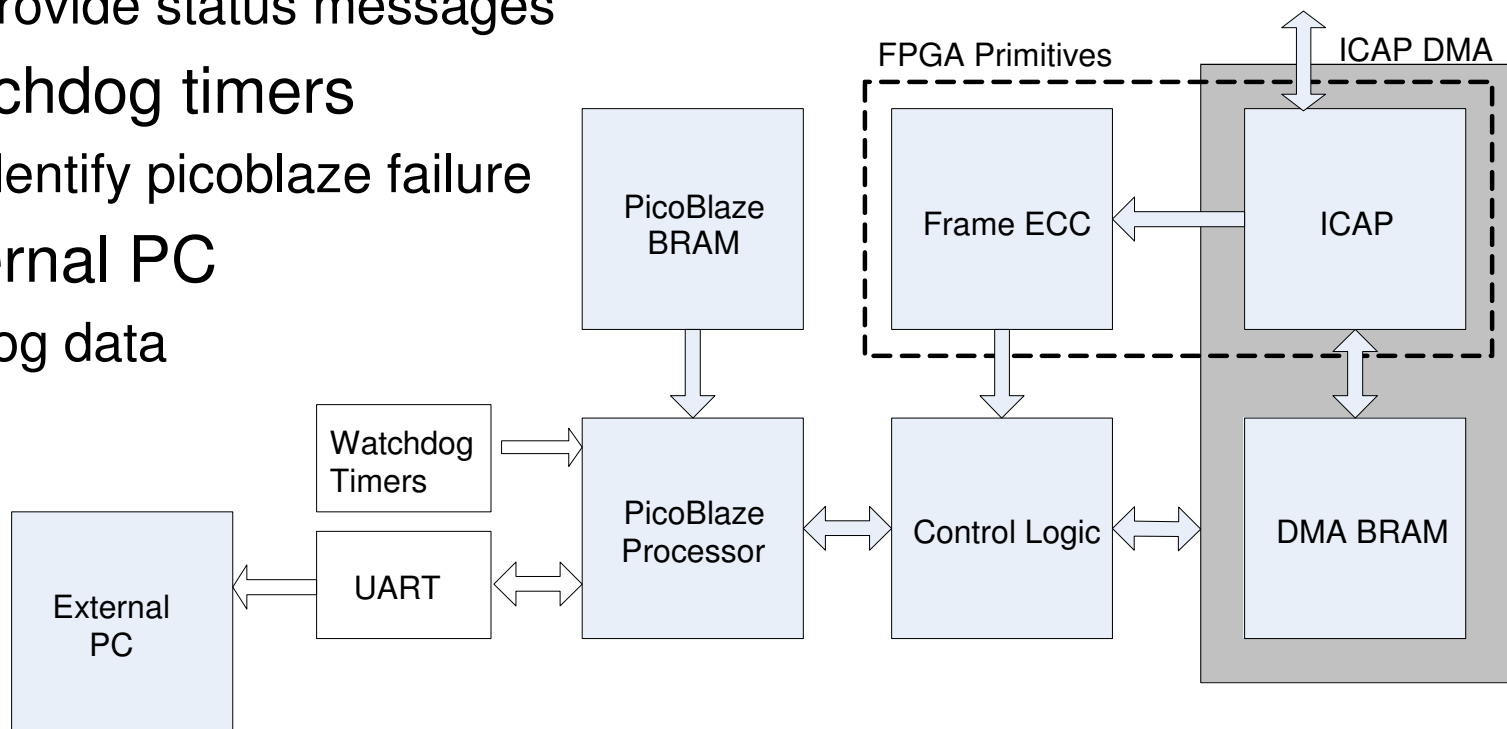 rovide status messages
chdog timers
entify picoblaze failure
ernal PC
og data
FPGA Primitives
ICAP DMA
PicoBlaze
BRAM
Frame ECC
ICAP
Watchdog
Timers
PicoBlaze
Processor
Control Logic
DMA BRAM
UART
External
PC